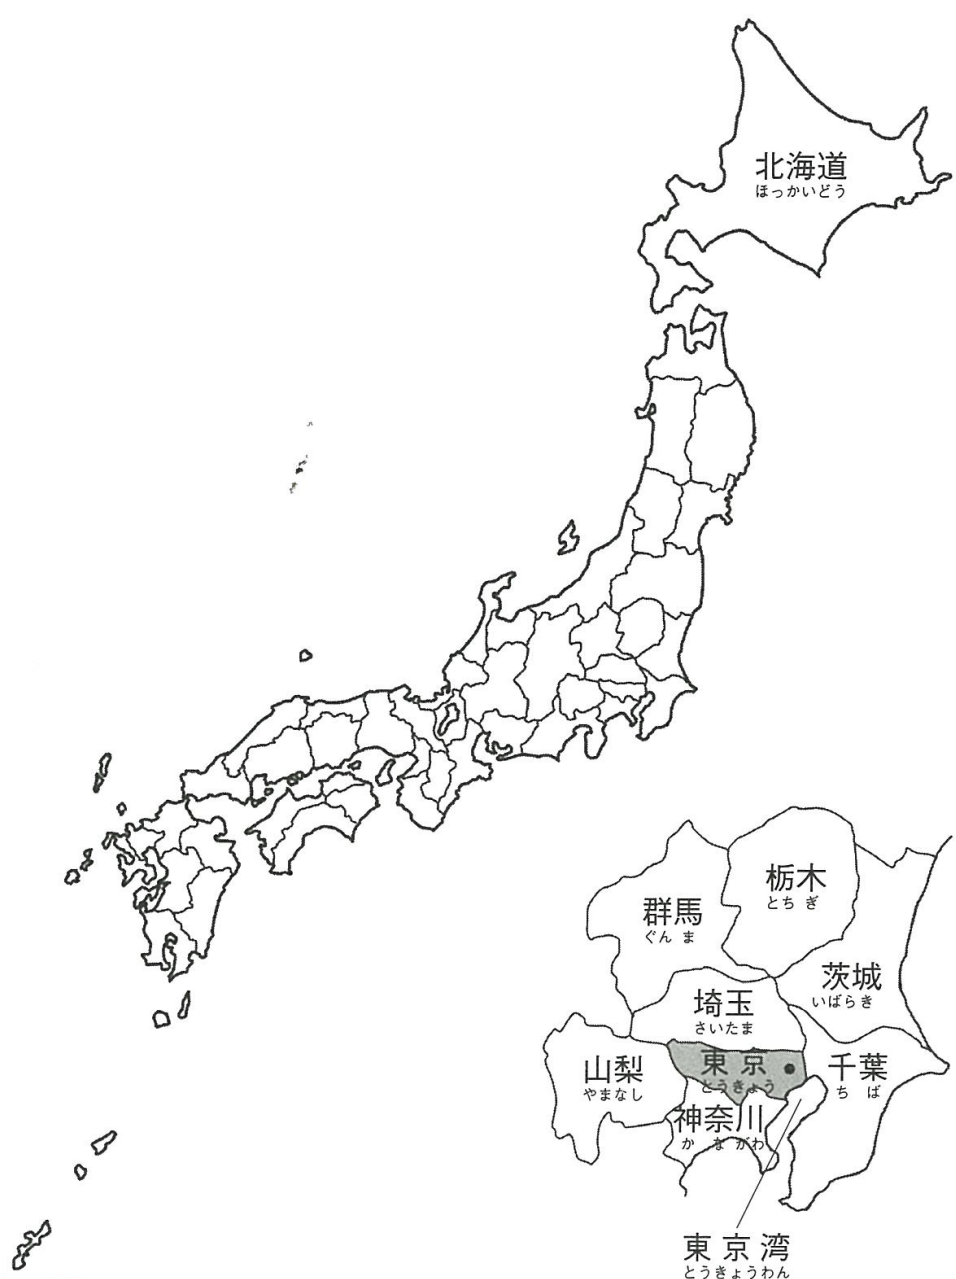 北海道
ほっかいどう
栃木
とちぎ
群馬
ぐんま
茨城
いばらき
埼玉
さいたま
東京
とうきょう
山梨
やまなし
千葉
ちば
神奈川
かながわ
東京湾
とうきょうわん